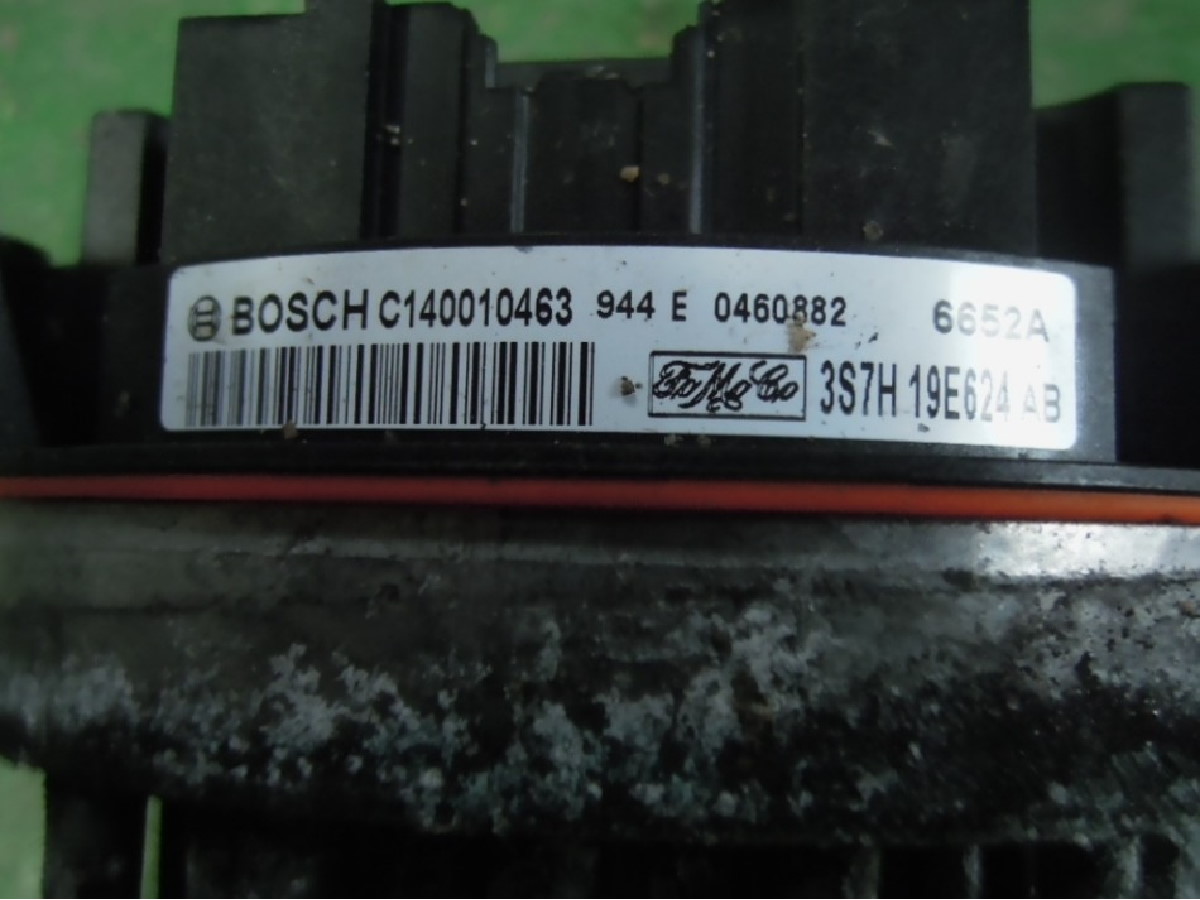 BOSCH C140010463 944 E 0460882 6652A
FoMoCo 3S7H 19E624 AB